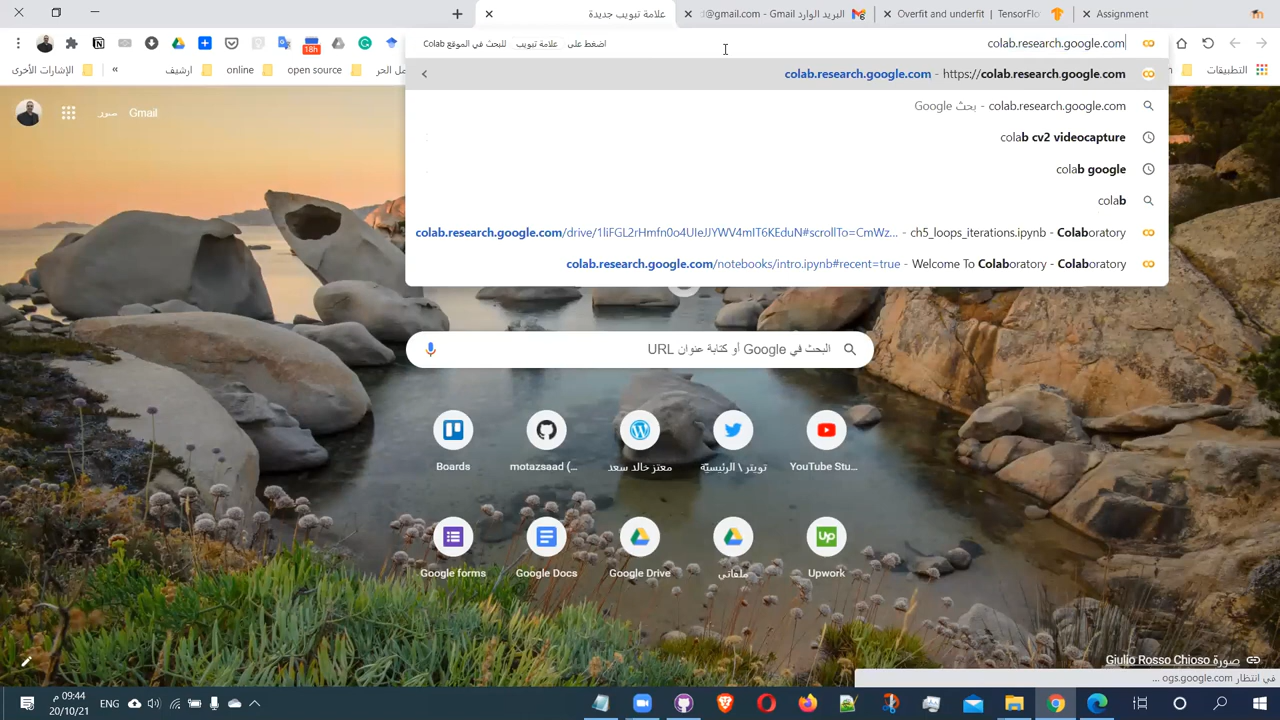 Assignment
Overfit and underfit | TensorFlo
البريد الوارد Gmail - d@gmail.com
علامة تبويب جديدة
18h
اضغط على علامة تبويب للبحث في الموقع Colab
colab.research.google.com
الإشارات الأخرى
ارشيف
online
open source
الحر
التطبيقات
colab.research.google.com - https://colab.research.google.com
colab.research.google.com - بحث Google
colab cv2 videocapture
colab google
colab
colab.research.google.com/drive/1liFGL2rHmfn0o4UIeJJYWV4mIT6KEduN#scrollTo=CmWz... - ch5_loops_iterations.ipynb - Colaboratory
colab.research.google.com/notebooks/intro.ipynb#recent=true - Welcome To Colaboratory - Colaboratory
صور
Gmail
البحث في Google أو كتابة عنوان URL
Boards
motazsaad (...
معتز خالد سعد
تويتر \ الرئيسيّة
YouTube Stu...
Google forms
Google Docs
Google Drive
ملفاتي
Up
Upwork
صورة Giulio Rosso Chioso
في انتظار ogs.google.com ...
09:44 م
20/10/21
ENG